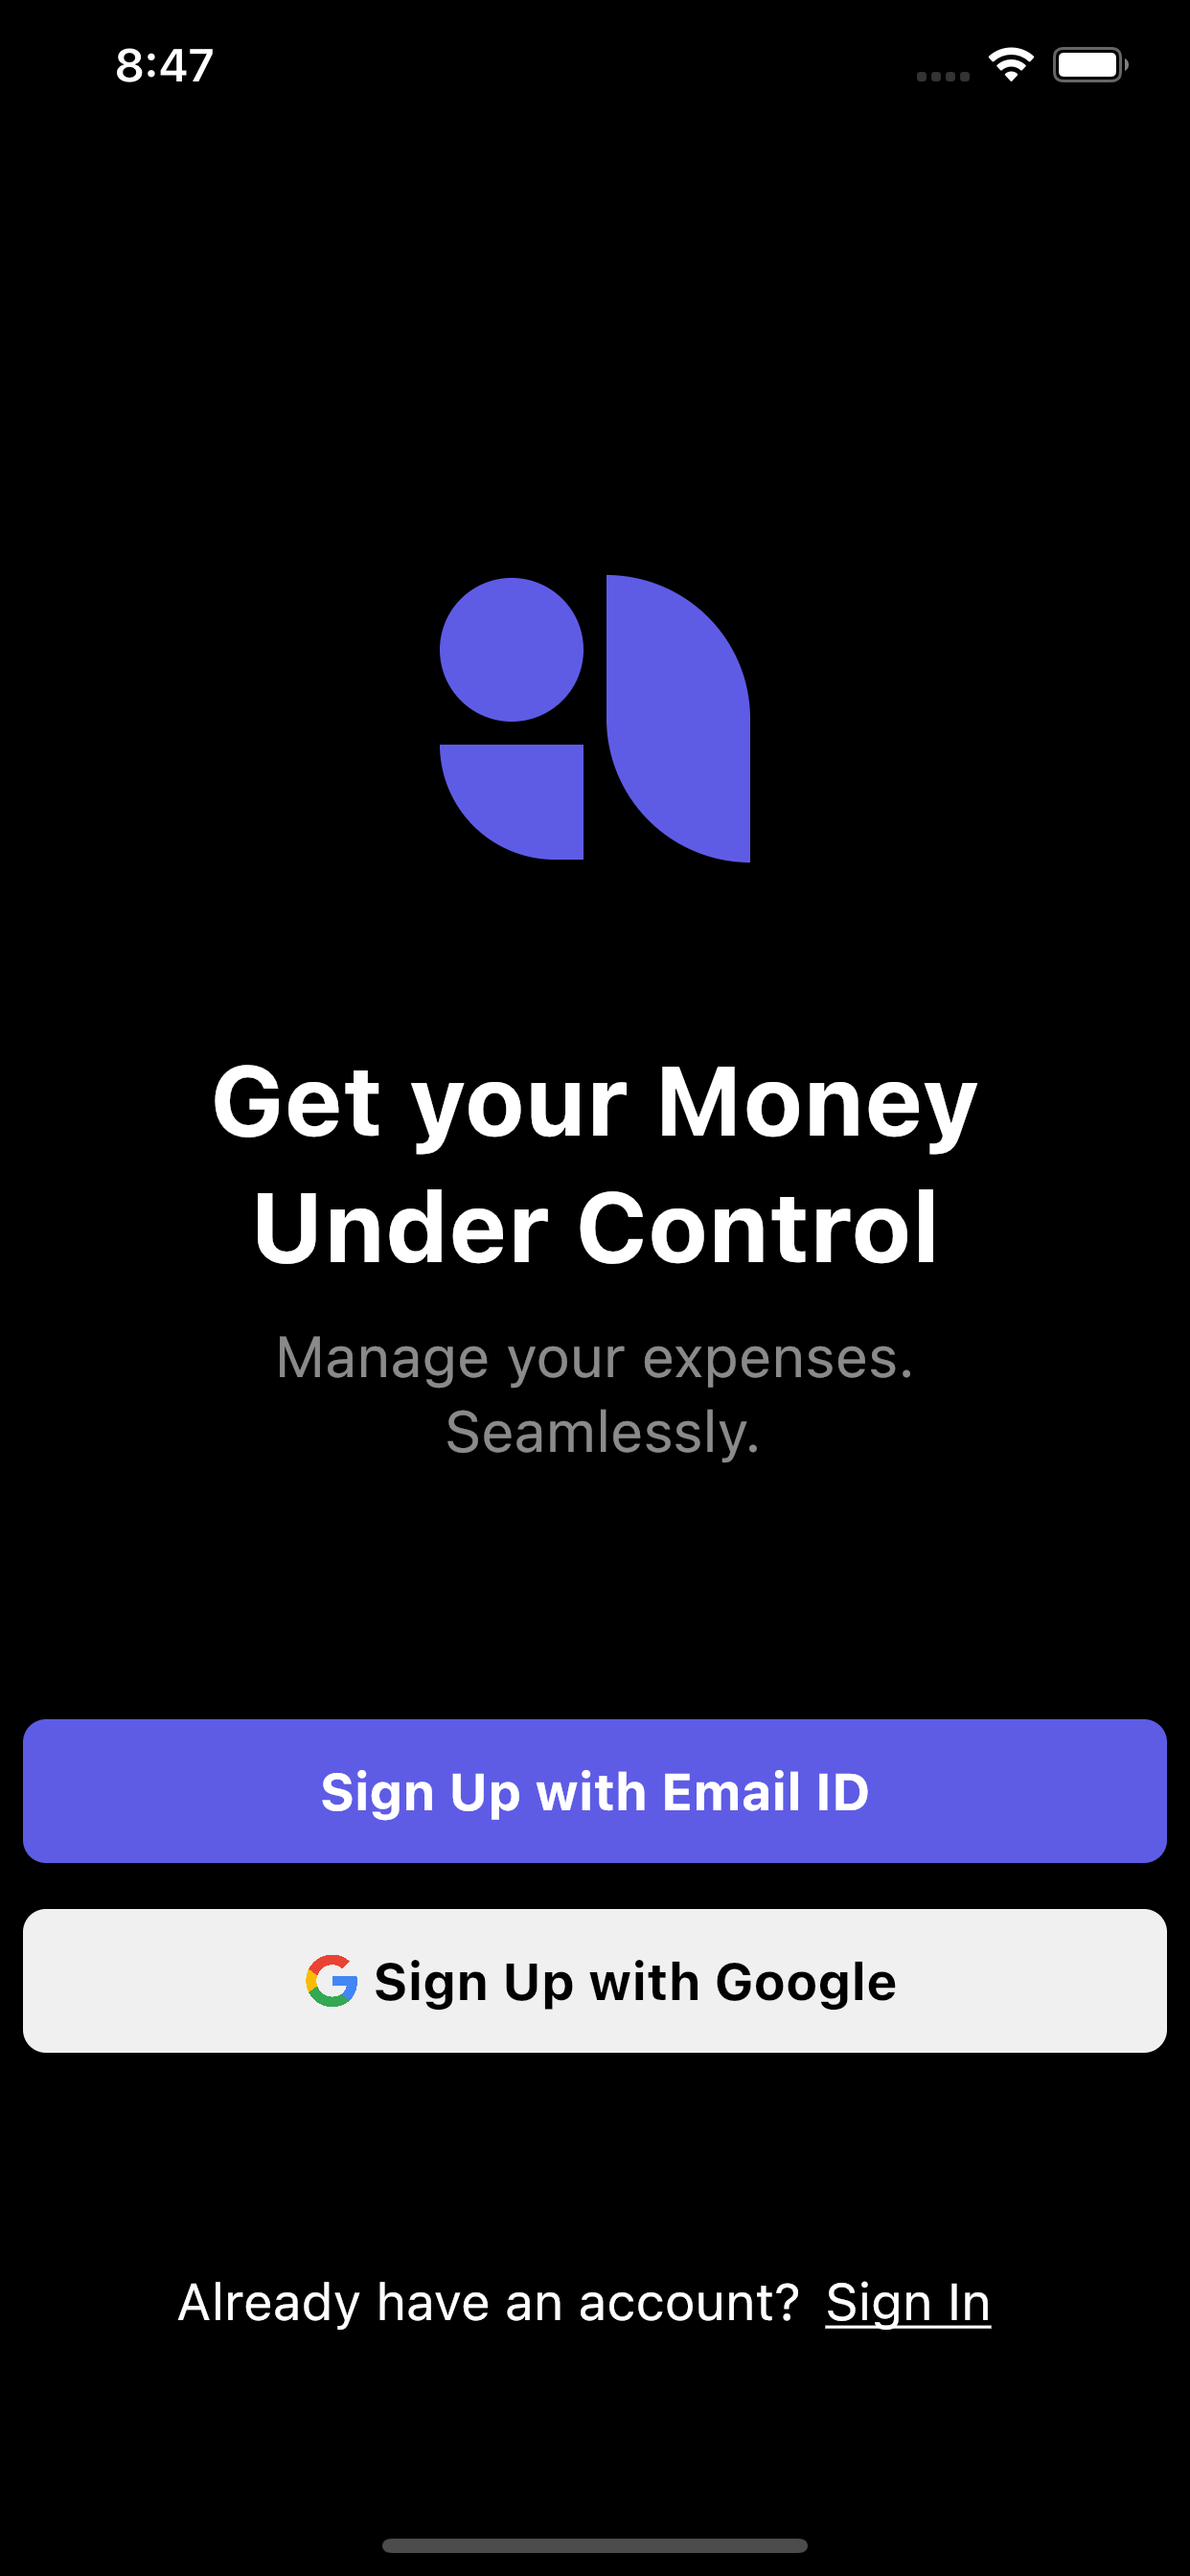 8:47
Get your Money
Under Control
Manage your expenses.
Seamlessly.
Sign Up with Email ID
Sign Up with Google
Already have an account? Sign In